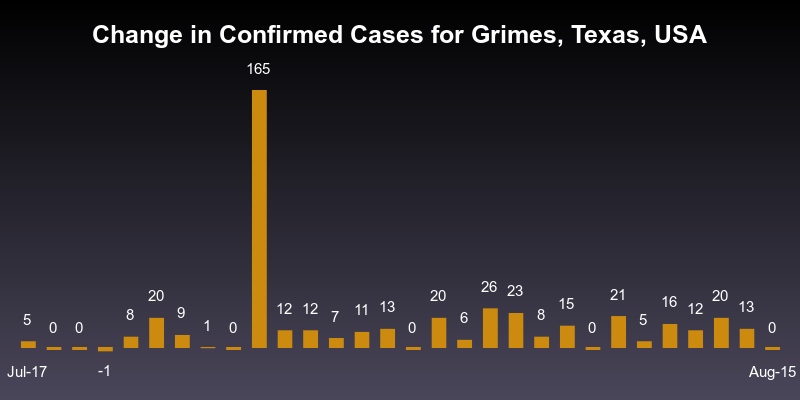 Change in Confirmed Cases for Grimes, Texas, USA
165
5 0 0 -1 8 20 9 1 0 12 12 7 11 13 0 20 6 26 23 8 15 0 21 5 16 12 20 13 0
Jul-17 Aug-15